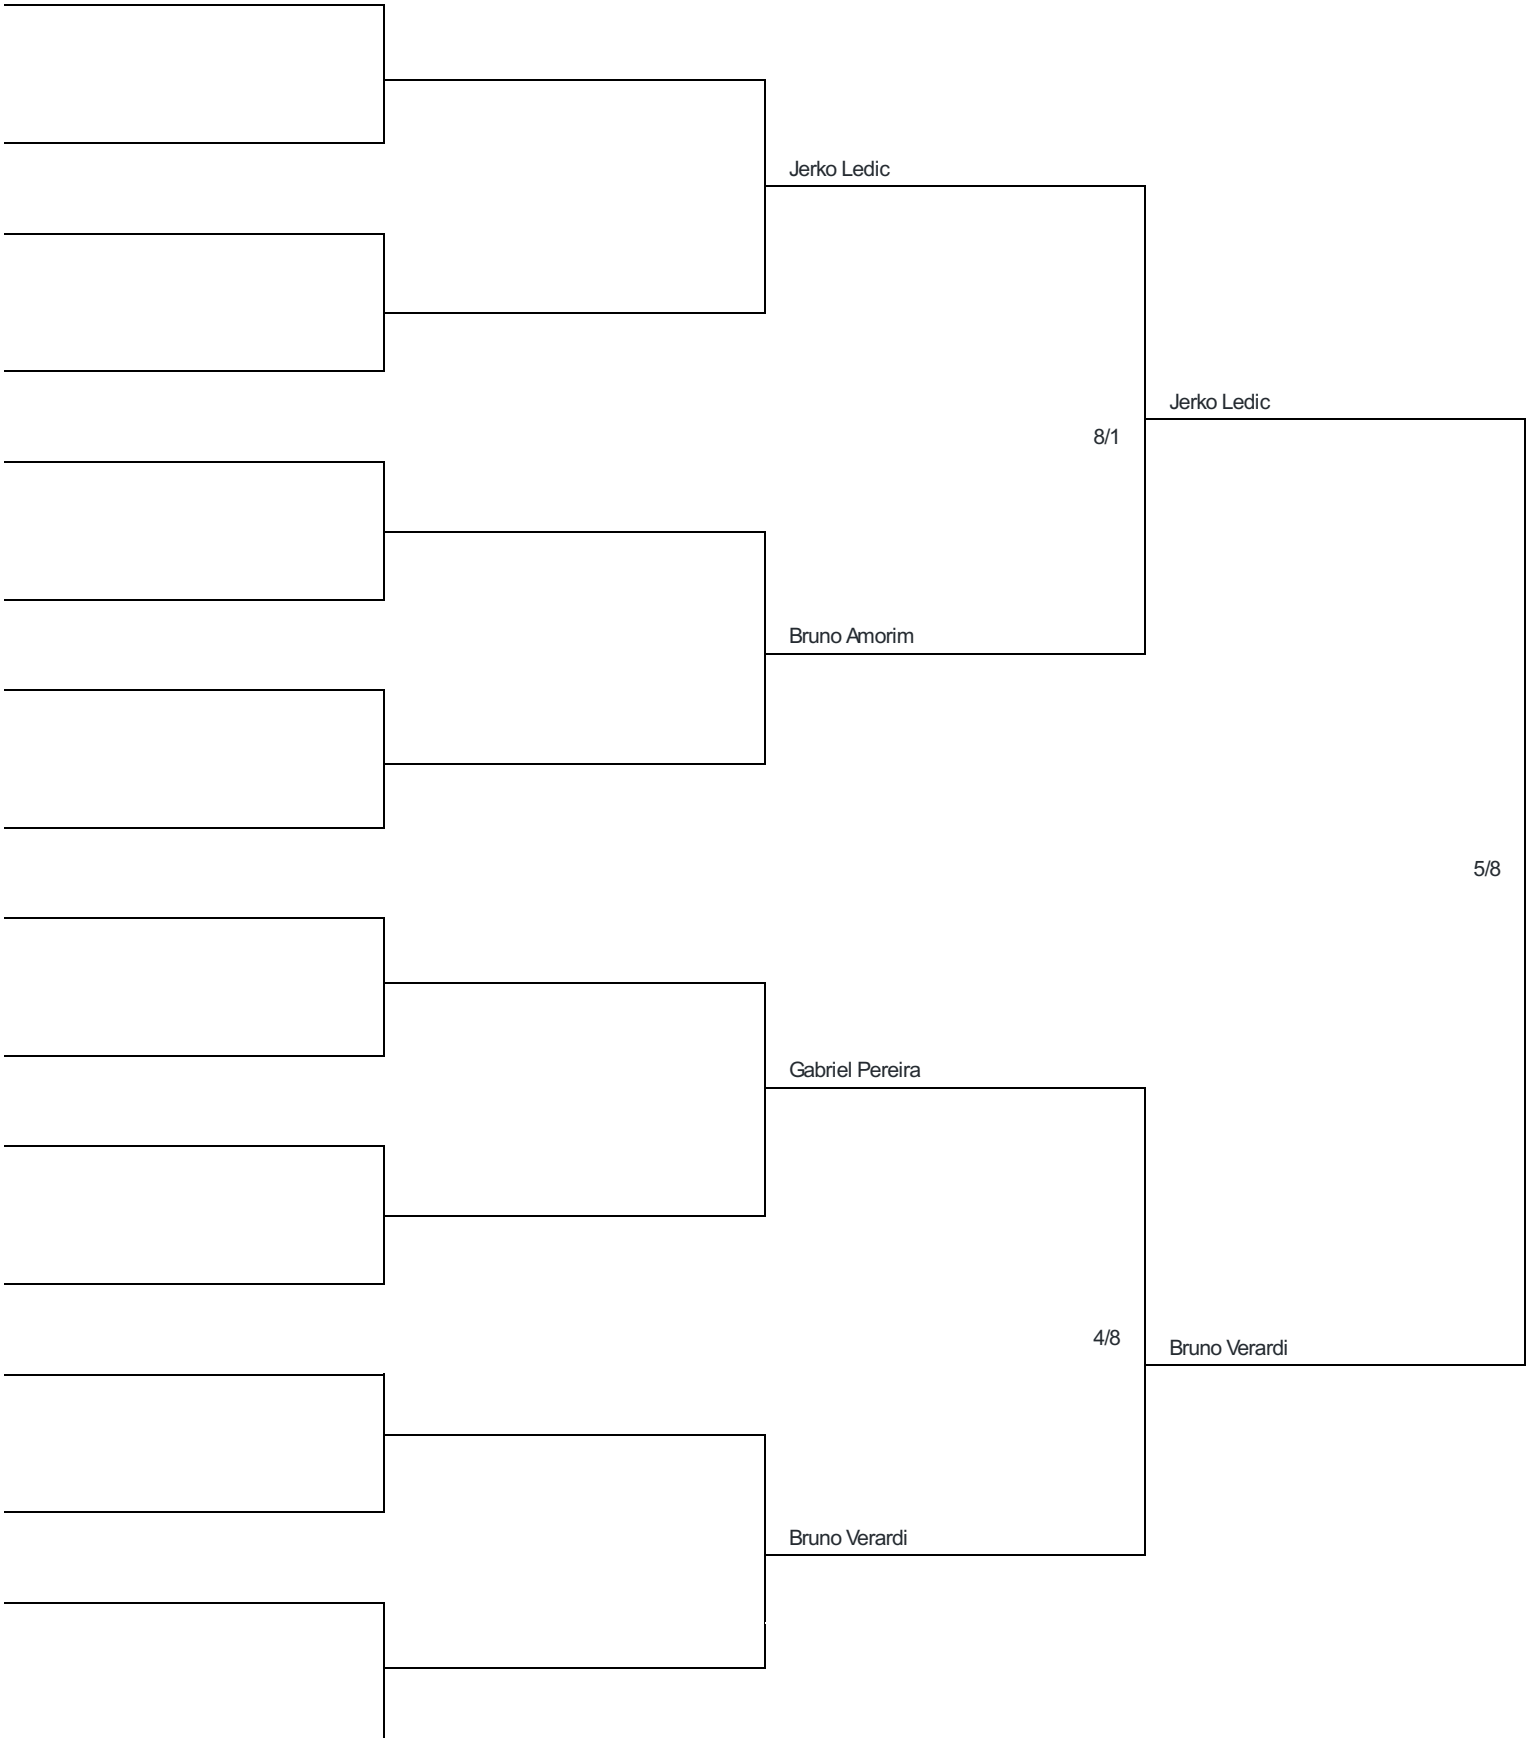 Jerko Ledic
Jerko Ledic
8/1
Bruno Amorim
5/8
Gabriel Pereira
4/8
Bruno Verardi
Bruno Verardi